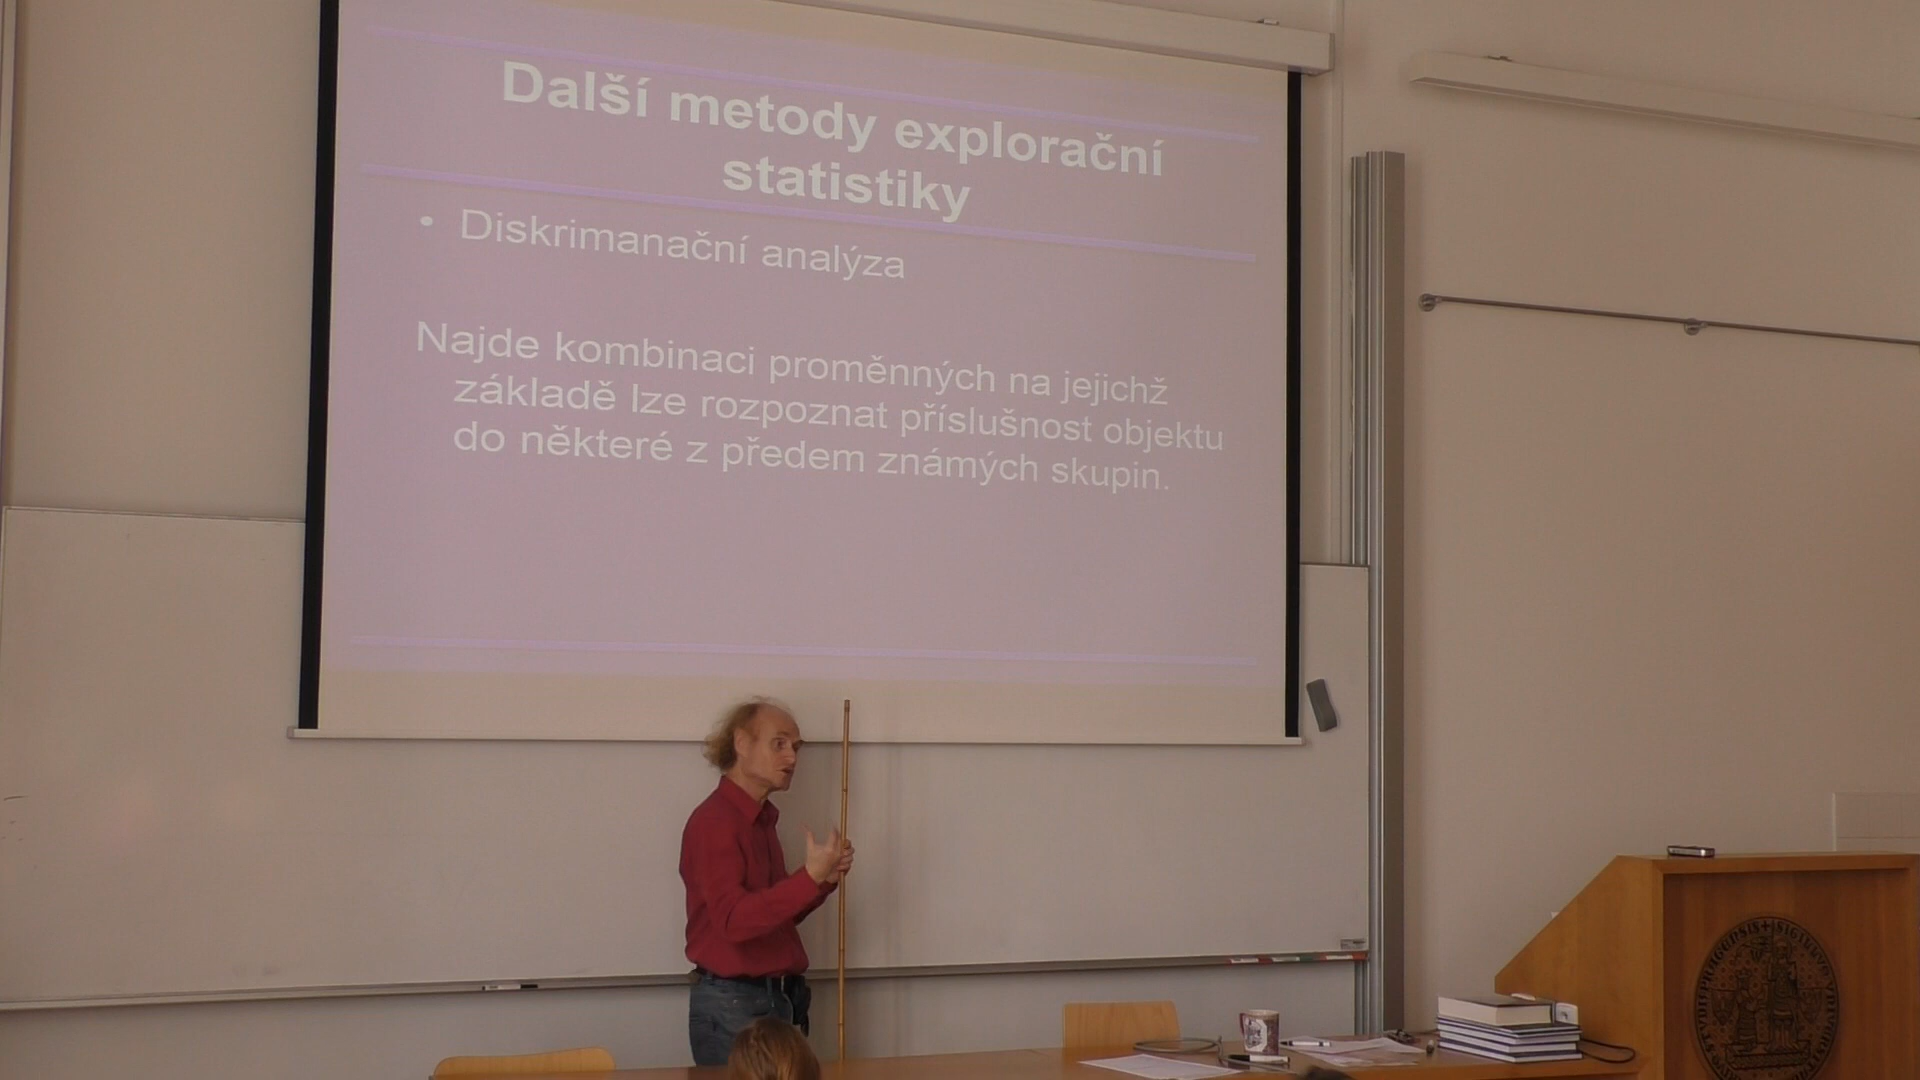 Další metody explorační
statistiky
• Diskrimanační analýza
Najde kombinaci proměnných na jejichž
základě lze rozpoznat příslušnost objektu
do některé z předem známých skupin.